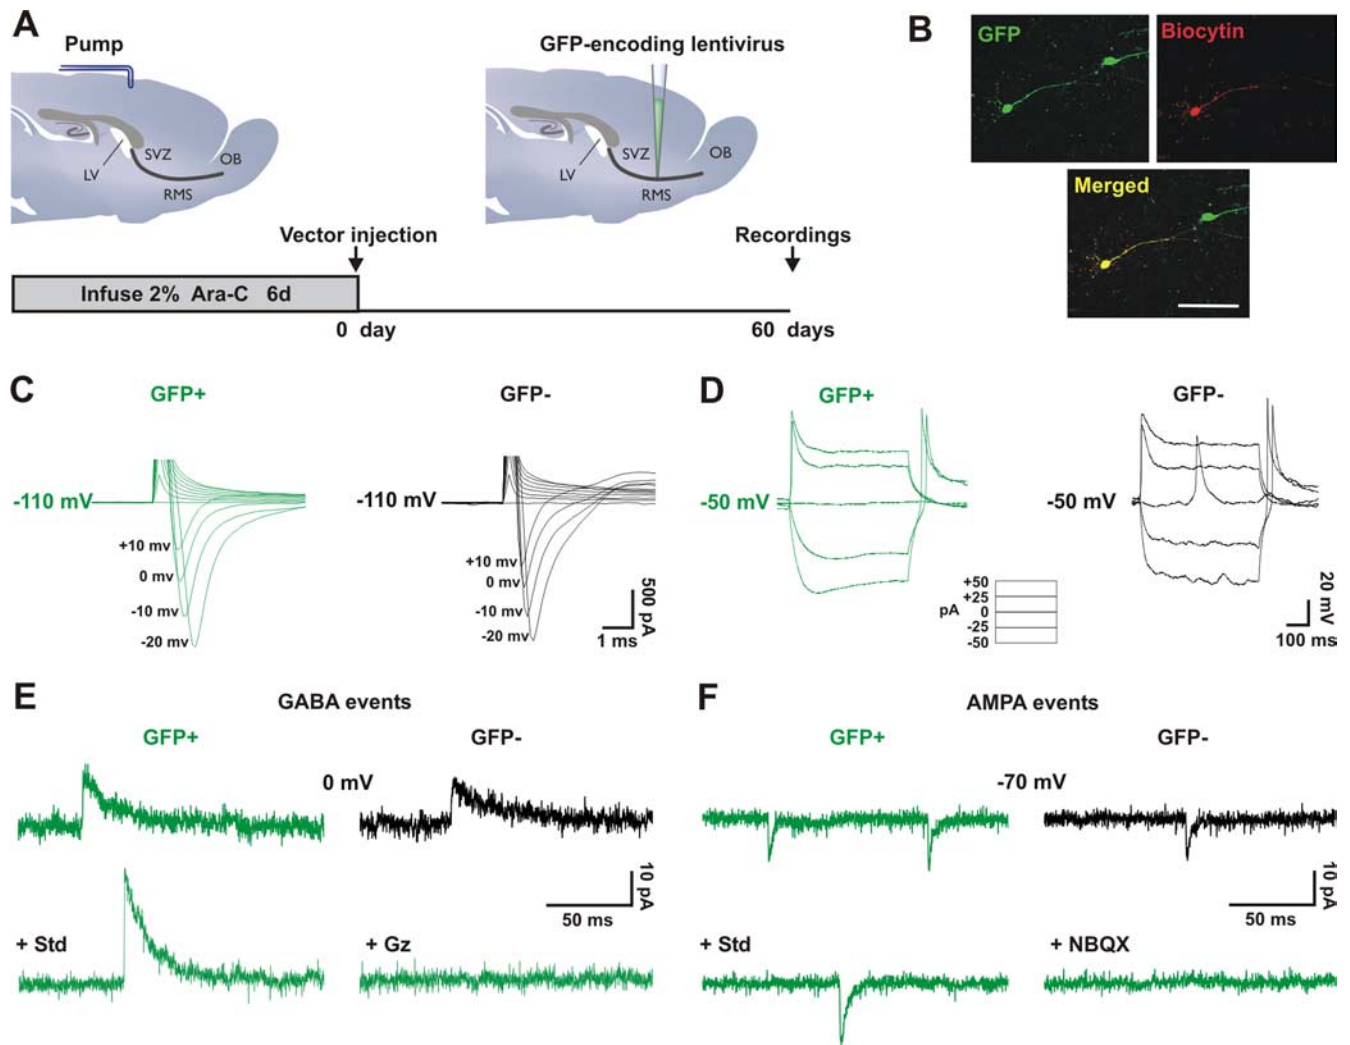 A
Pump
GFP-encoding lentivirus
LV
SVZ
RMS
OB
LV
SVZ
RMS
OB
Vector injection
Recordings
Infuse 2% Ara-C 6d
0 day
60 days
B
GFP
Biocytin
Merged
C
GFP+
GFP-
-110 mV
-110 mV
+10 mv
0 mv
-10 mv
-20 mv
+10 mv
0 mv
-10 mv
-20 mv
500 pA
1 ms
D
GFP+
GFP-
-50 mV
-50 mV
+50
+25
pA
0
-25
-50
20 mV
100 ms
E
GABA events
GFP+
GFP-
0 mV
10 pA
50 ms
+ Std
+ Gz
F
AMPA events
GFP+
GFP-
-70 mV
10 pA
50 ms
+ Std
+ NBQX